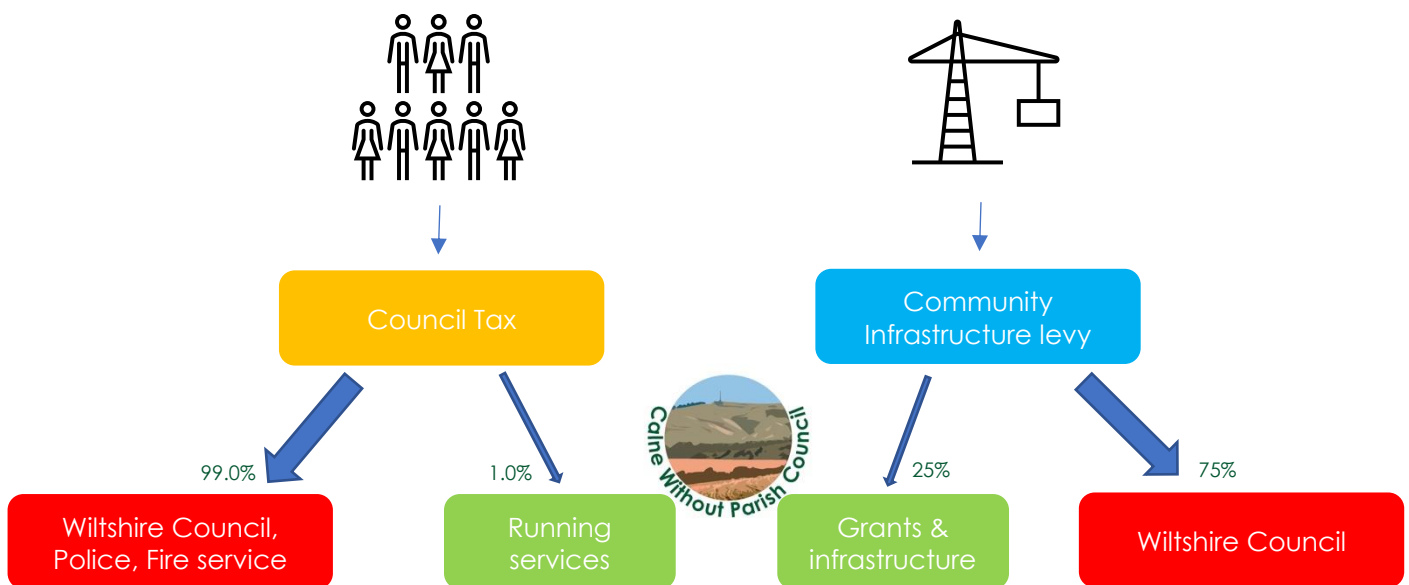 Council Tax
Community
Infrastructure levy
Calne Without Parish Council
99.0%
1.0%
25%
75%
Wiltshire Council,
Police, Fire service
Running
services
Grants &
infrastructure
Wiltshire Council